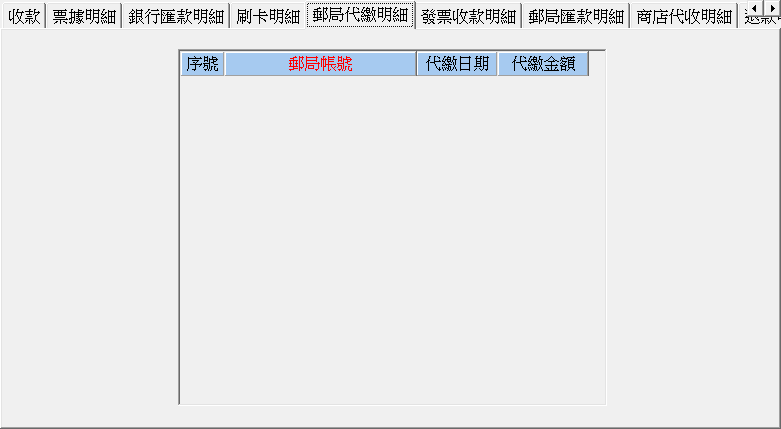 收款 票據明細 銀行匯款明細 刷卡明細 郵局代繳明細 發票收款明細 郵局匯款明細 商店代收明細 退款
序號 郵局帳號 代繳日期 代繳金額